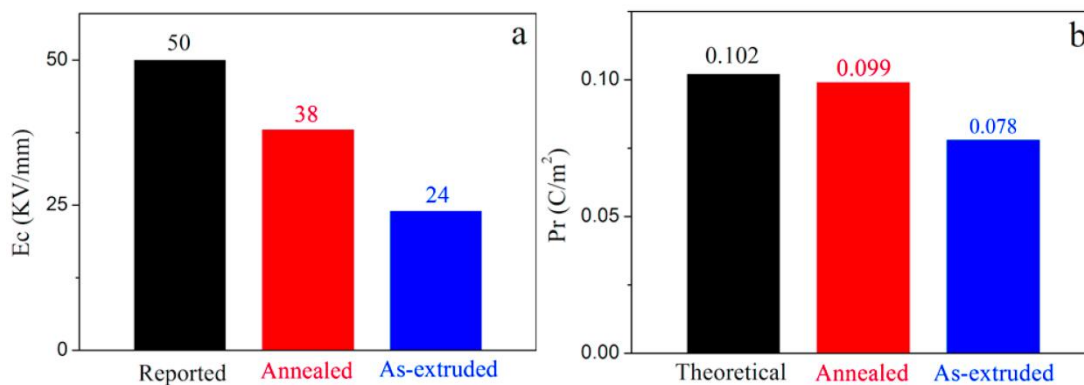 a
50
38
24
50
25
0
Ec (KV/mm)
Reported
Annealed
As-extruded
b
0.102
0.099
0.078
0.10
0.05
0.00
Pr (C/m²)
Theoretical
Annealed
As-extruded